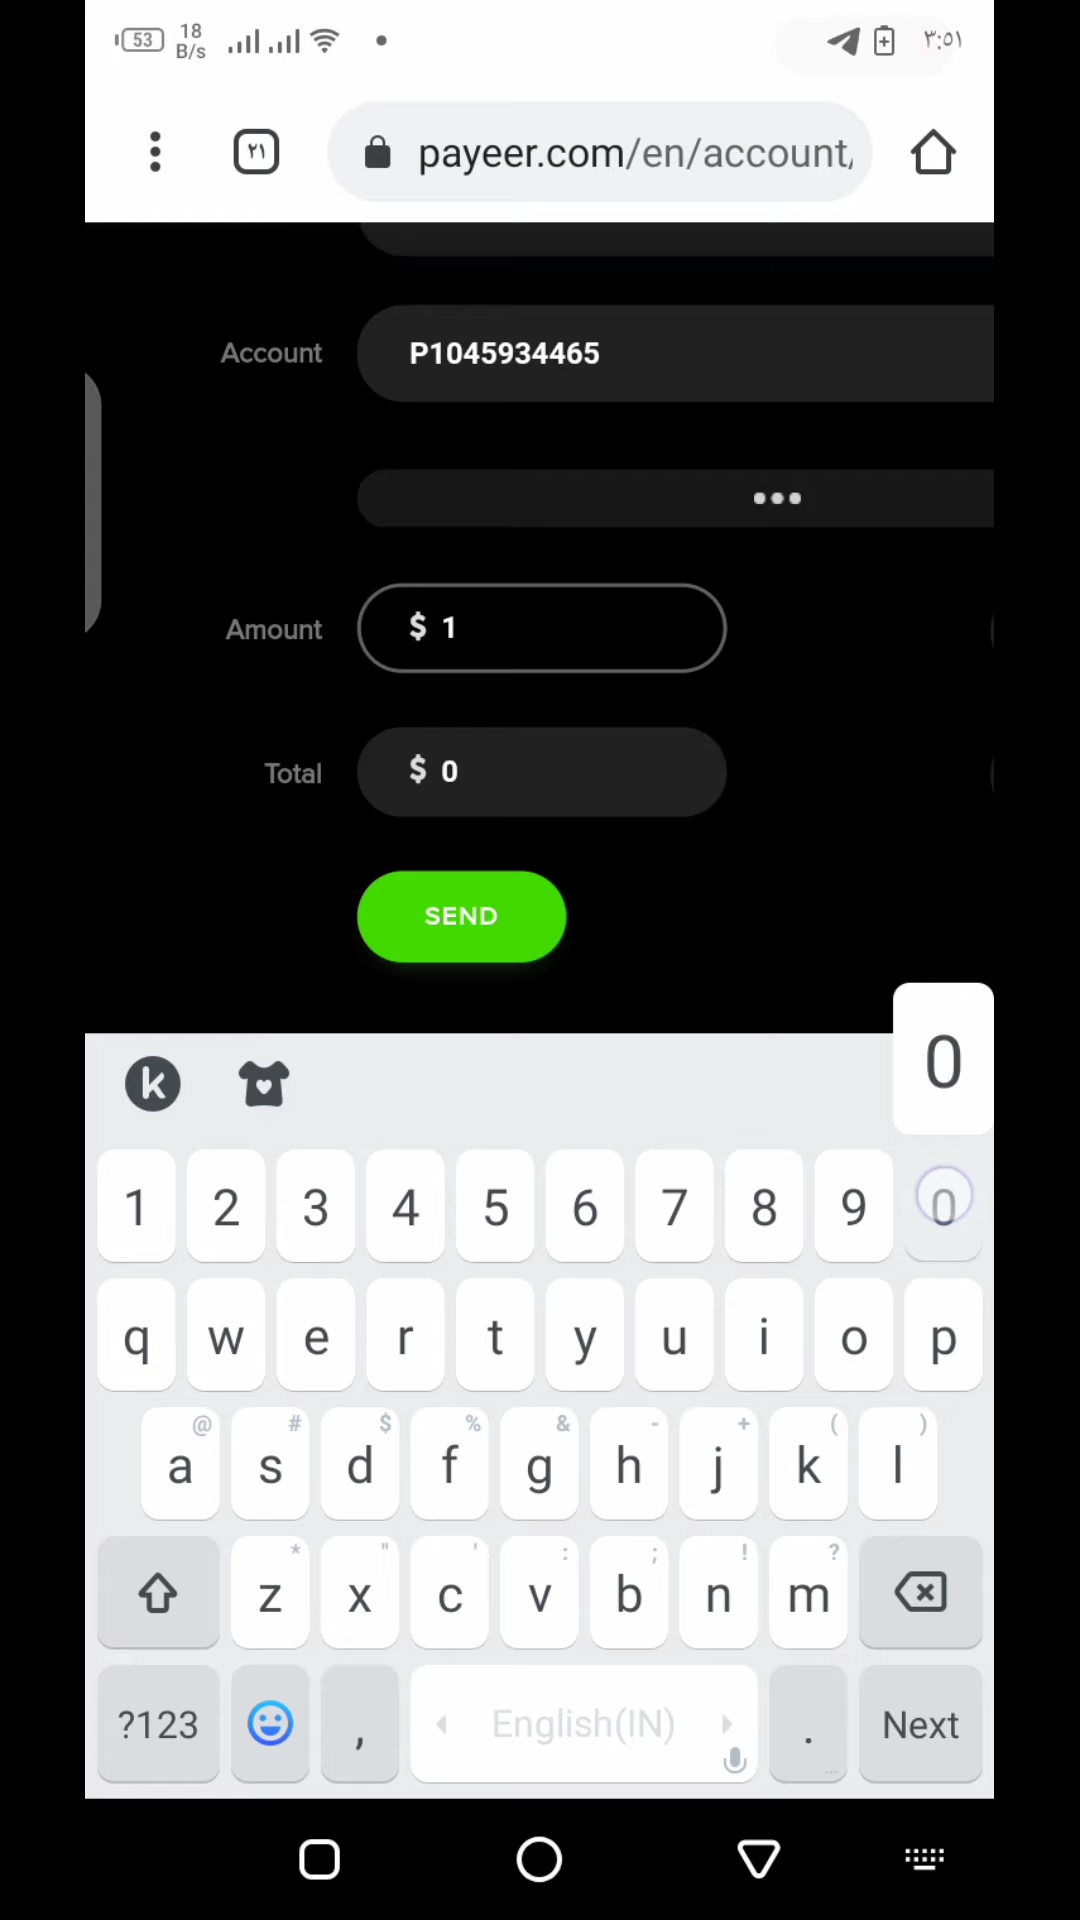 53 18 B/s ٣:٥١
٢١ payeer.com/en/account/
Account P1045934465
Amount $ 1
Total $ 0
SEND
0
k
1 2 3 4 5 6 7 8 9 0
q w e r t y u i o p
@ # $ % & - + ( )
a s d f g h j k l
* " ' : ; ! ?
z x c v b n m
?123 , English(IN) . ... Next